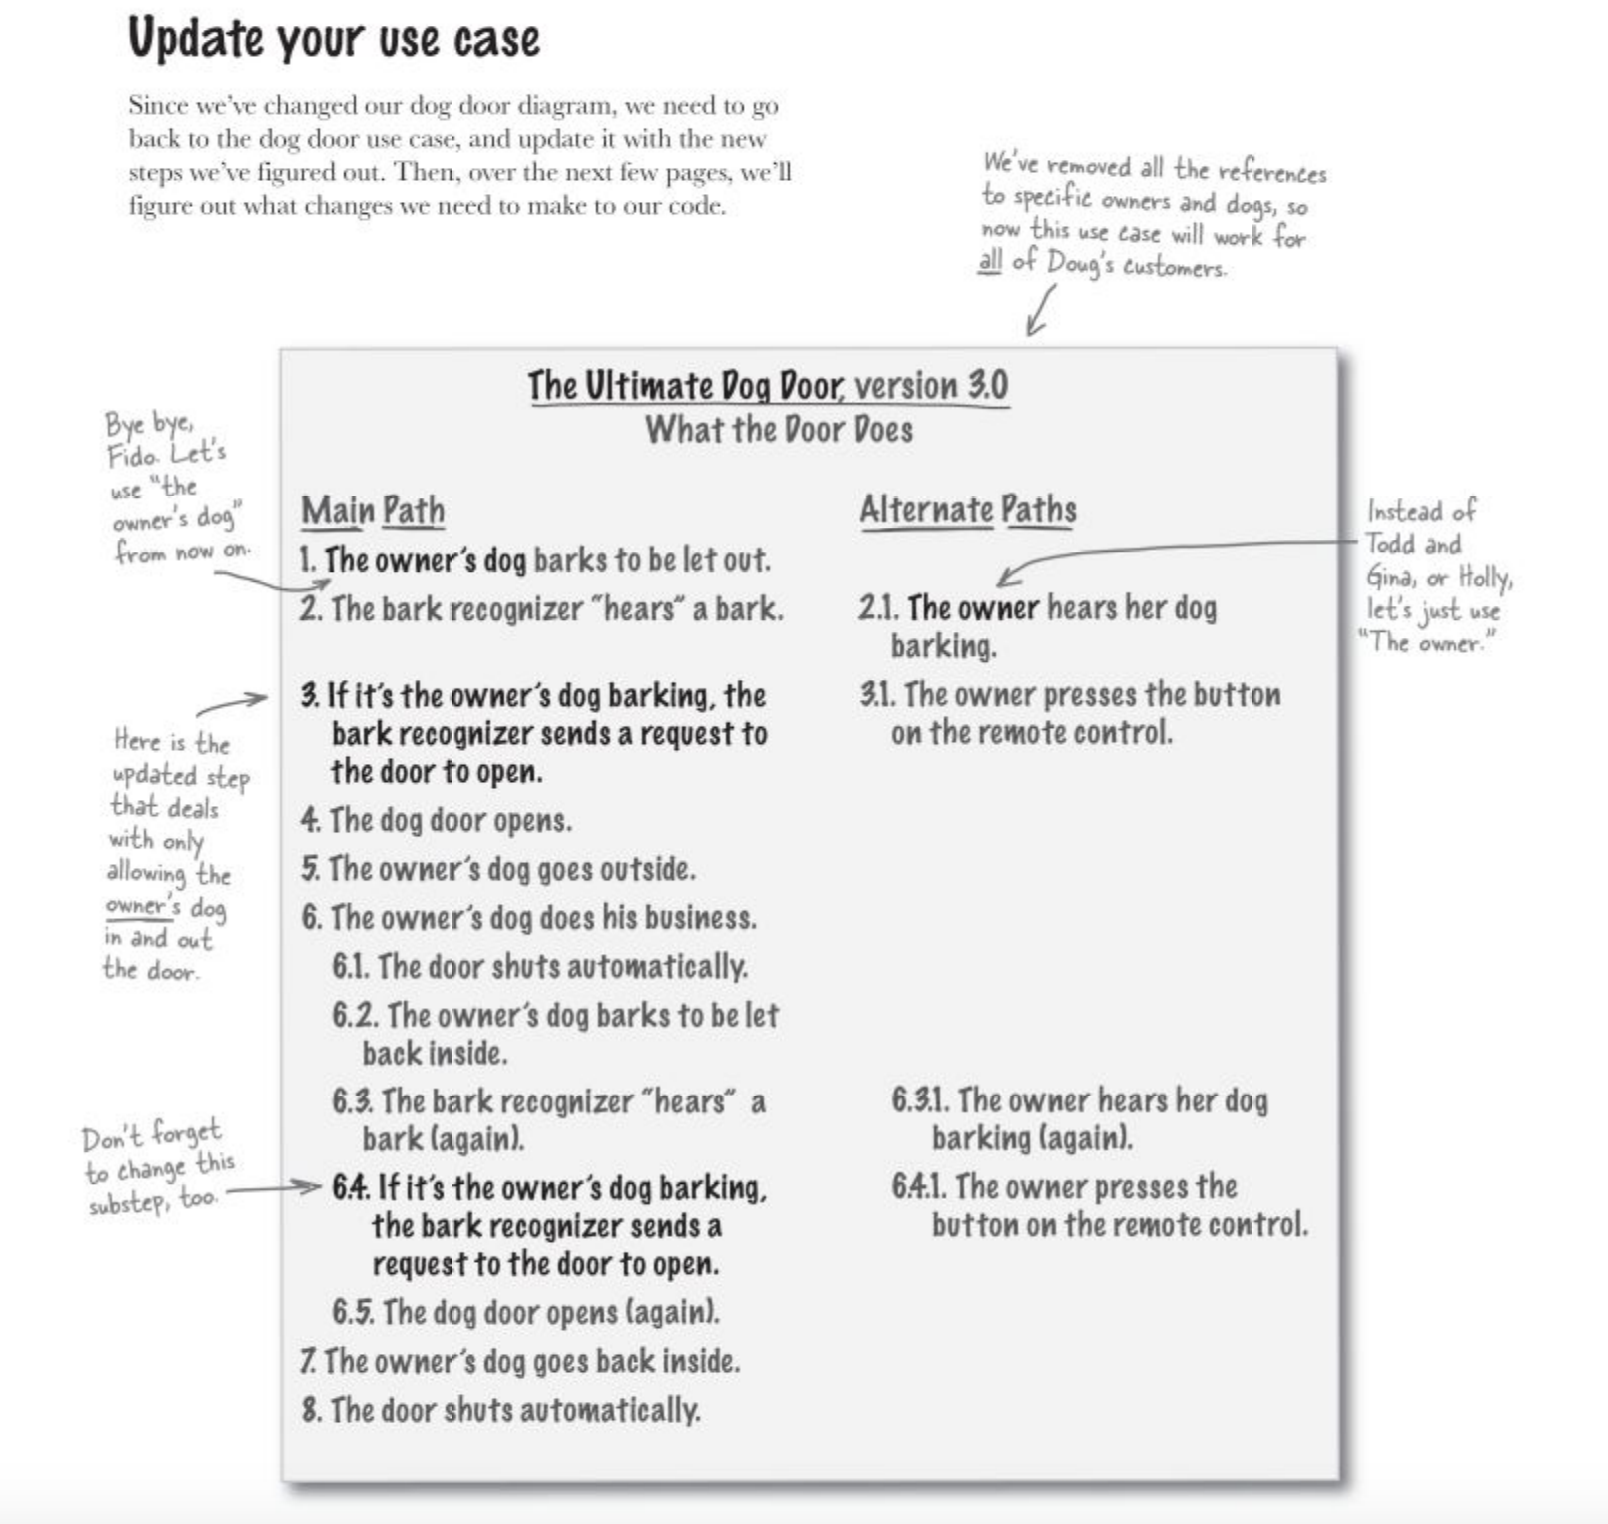 Update your use case
Since we've changed our dog door diagram, we need to go
back to the dog door use case, and update it with the new
steps we've figured out. Then, over the next few pages, we'll
figure out what changes we need to make to our code.
We've removed all the references
to specific owners and dogs, so
now this use case will work for
all of Doug's customers.
The Ultimate Dog Door, version 3.0
What the Door Does
Bye bye,
Fido. Let's
use "the
owner's dog"
from now on.
Main Path
1. The owner's dog barks to be let out.
2. The bark recognizer "hears" a bark.
3. If it's the owner's dog barking, the
bark recognizer sends a request to
the door to open.
4. The dog door opens.
5. The owner's dog goes outside.
6. The owner's dog does his business.
6.1. The door shuts automatically.
6.2. The owner's dog barks to be let
back inside.
6.3. The bark recognizer "hears" a
bark (again).
6.4. If it's the owner's dog barking,
the bark recognizer sends a
request to the door to open.
6.5. The dog door opens (again).
7. The owner's dog goes back inside.
8. The door shuts automatically.
Alternate Paths
2.1. The owner hears her dog
barking.
3.1. The owner presses the button
on the remote control.
6.3.1. The owner hears her dog
barking (again).
6.4.1. The owner presses the
button on the remote control.
Instead of
Todd and
Gina, or Holly,
let's just use
"The owner."
Here is the
updated step
that deals
with only
allowing the
owner's dog
in and out
the door.
Don't forget
to change this
substep, too.